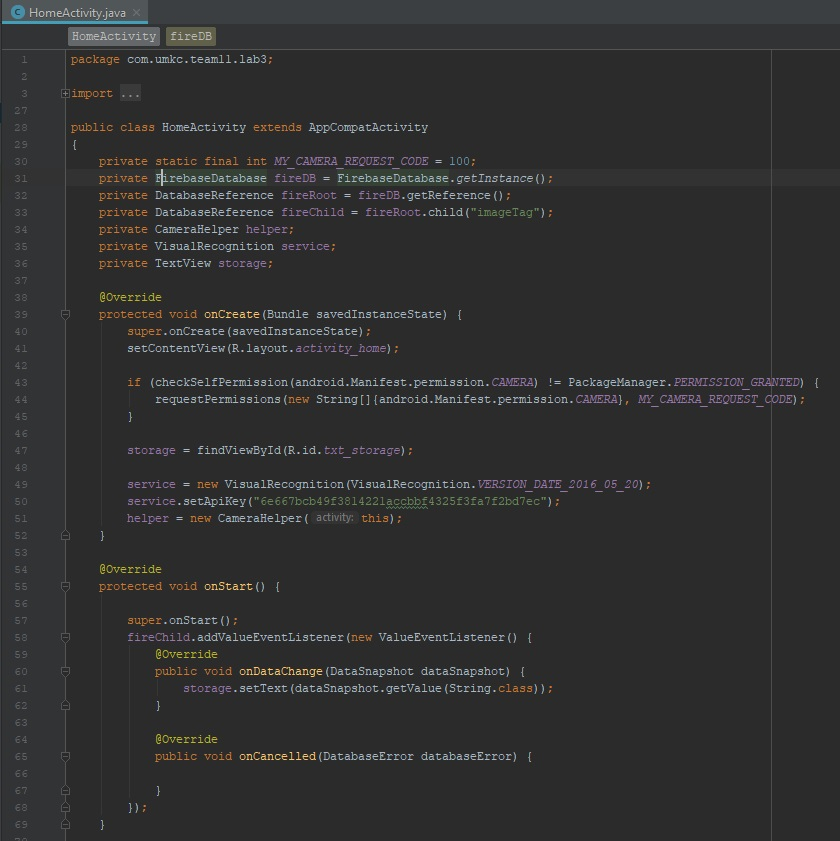 HomeActivity.java
HomeActivity fireDB
1 package com.umkc.team11.lab3;
2
3 import ...
27
28 public class HomeActivity extends AppCompatActivity
29 {
30 private static final int MY_CAMERA_REQUEST_CODE = 100;
31 private FirebaseDatabase fireDB = FirebaseDatabase.getInstance();
32 private DatabaseReference fireRoot = fireDB.getReference();
33 private DatabaseReference fireChild = fireRoot.child("imageTag");
34 private CameraHelper helper;
35 private VisualRecognition service;
36 private TextView storage;
37
38 @Override
39 protected void onCreate(Bundle savedInstanceState) {
40 super.onCreate(savedInstanceState);
41 setContentView(R.layout.activity_home);
42
43 if (checkSelfPermission(android.Manifest.permission.CAMERA) != PackageManager.PERMISSION_GRANTED) {
44 requestPermissions(new String[]{android.Manifest.permission.CAMERA}, MY_CAMERA_REQUEST_CODE);
45 }
46
47 storage = findViewById(R.id.txt_storage);
48
49 service = new VisualRecognition(VisualRecognition.VERSION_DATE_2016_05_20);
50 service.setApiKey("6e667bcb49f3814221accbbf4325f3fa7f2bd7ec");
51 helper = new CameraHelper( activity: this);
52 }
53
54 @Override
55 protected void onStart() {
56
57 super.onStart();
58 fireChild.addValueEventListener(new ValueEventListener() {
59 @Override
60 public void onDataChange(DataSnapshot dataSnapshot) {
61 storage.setText(dataSnapshot.getValue(String.class));
62 }
63
64 @Override
65 public void onCancelled(DatabaseError databaseError) {
66
67 }
68 });
69 }